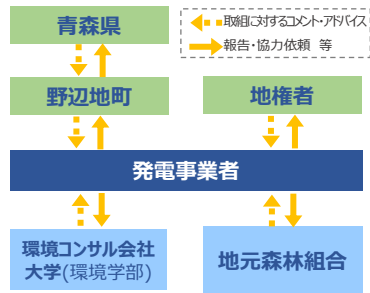 青森県
取組に対するコメント・アドバイス
報告・協力依頼 等
野辺地町
地権者
発電事業者
環境コンサル会社
大学(環境学部)
地元森林組合